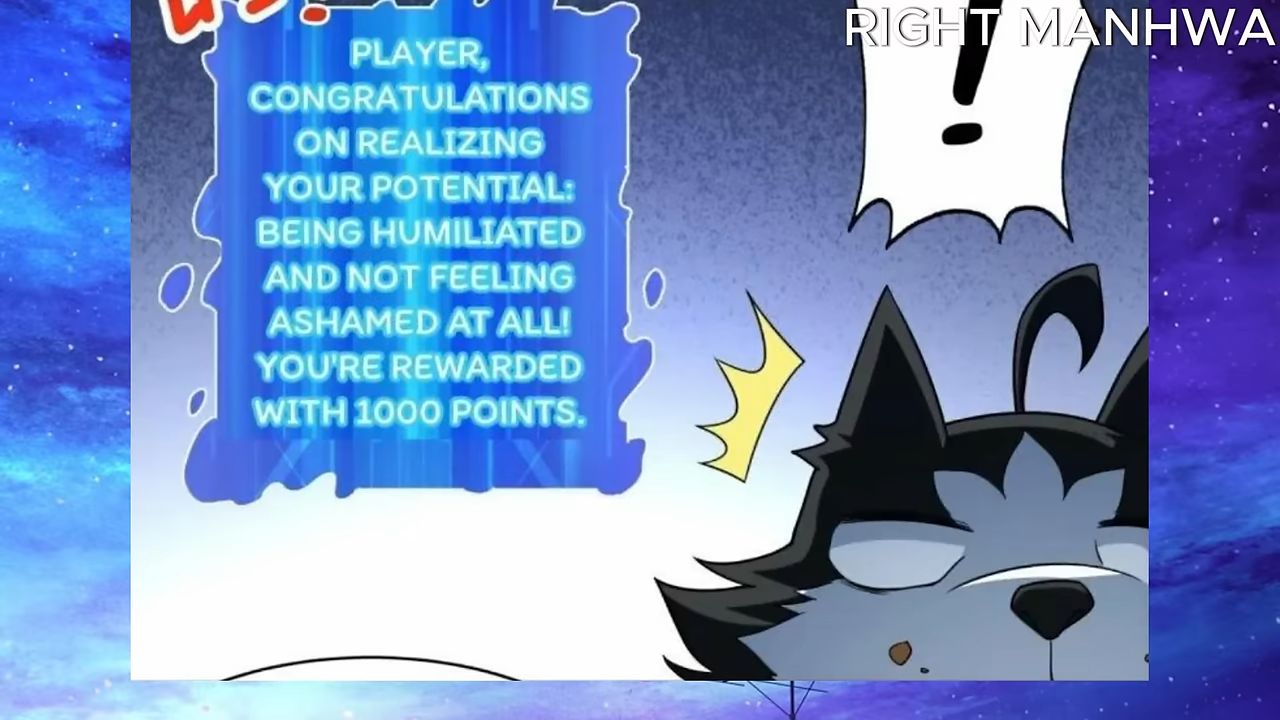 RIGHT MANHWA
PLAYER,
CONGRATULATIONS
ON REALIZING
YOUR POTENTIAL:
BEING HUMILIATED
AND NOT FEELING
ASHAMED AT ALL!
YOU'RE REWARDED
WITH 1000 POINTS.
!